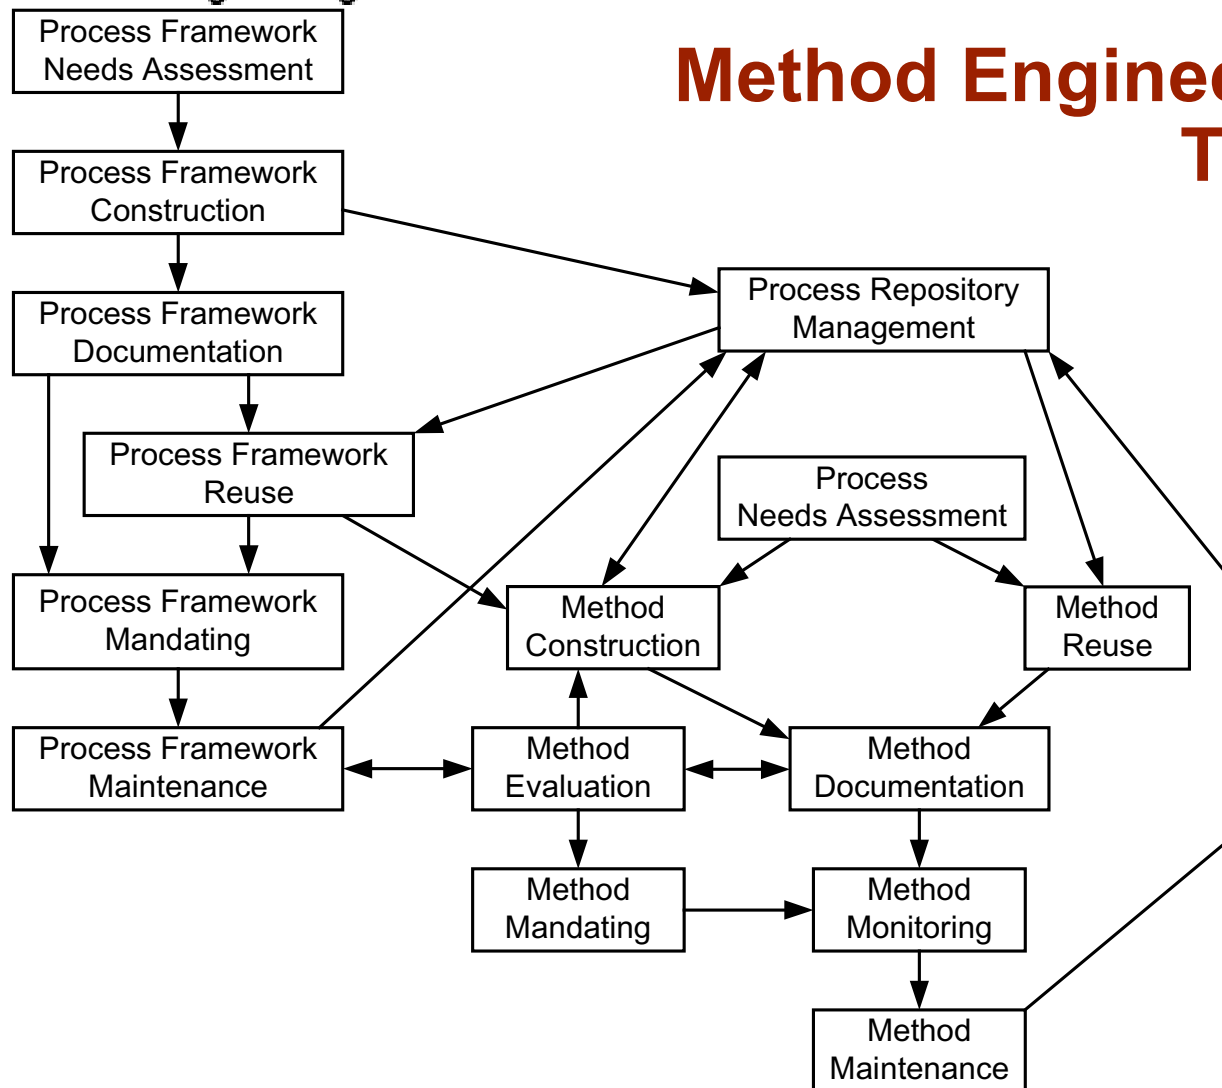 Method Enginee
T
Process Framework
Needs Assessment
Process Framework
Construction
Process Framework
Documentation
Process Repository
Management
Process Framework
Reuse
Process
Needs Assessment
Process Framework
Mandating
Method
Construction
Method
Reuse
Process Framework
Maintenance
Method
Evaluation
Method
Documentation
Method
Mandating
Method
Monitoring
Method
Maintenance